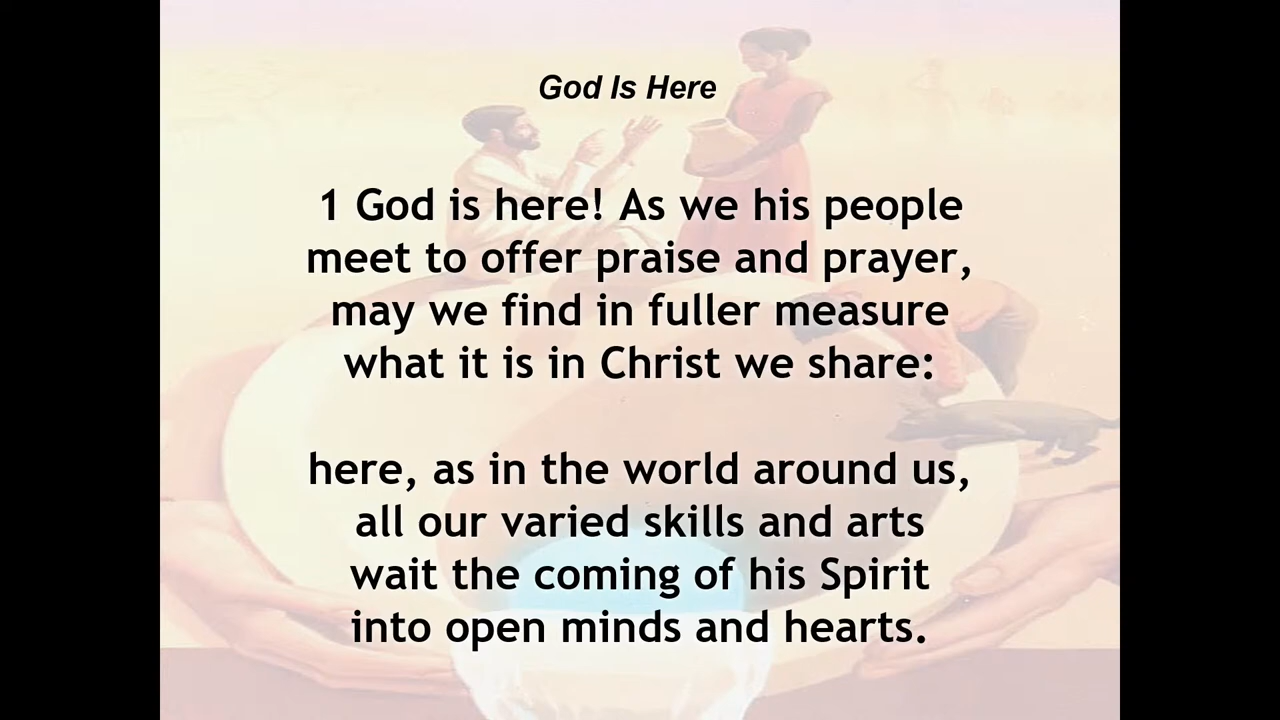 God Is Here
1 God is here! As we his people
meet to offer praise and prayer,
may we find in fuller measure
what it is in Christ we share:
here, as in the world around us,
all our varied skills and arts
wait the coming of his Spirit
into open minds and hearts.